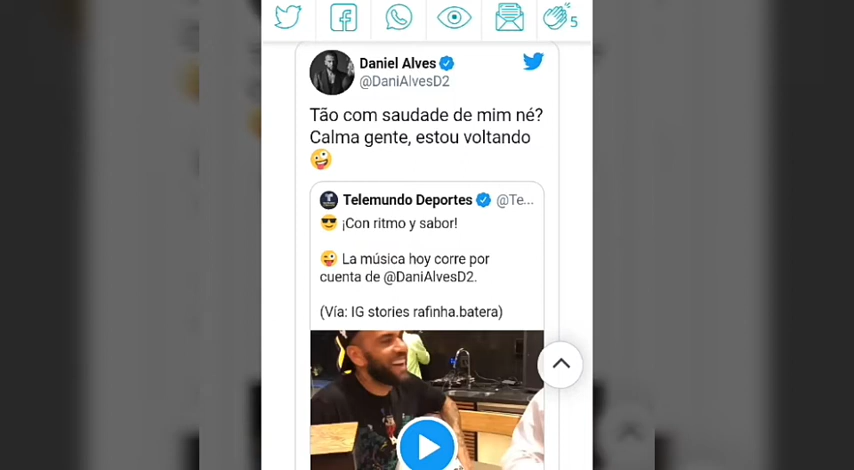 5
Daniel Alves
@DaniAlvesD2
Tão com saudade de mim né?
Calma gente, estou voltando
🤪
Telemundo Deportes @Te...
😎 ¡Con ritmo y sabor!
😜 La música hoy corre por
cuenta de @DaniAlvesD2.
(Vía: IG stories rafinha.batera)